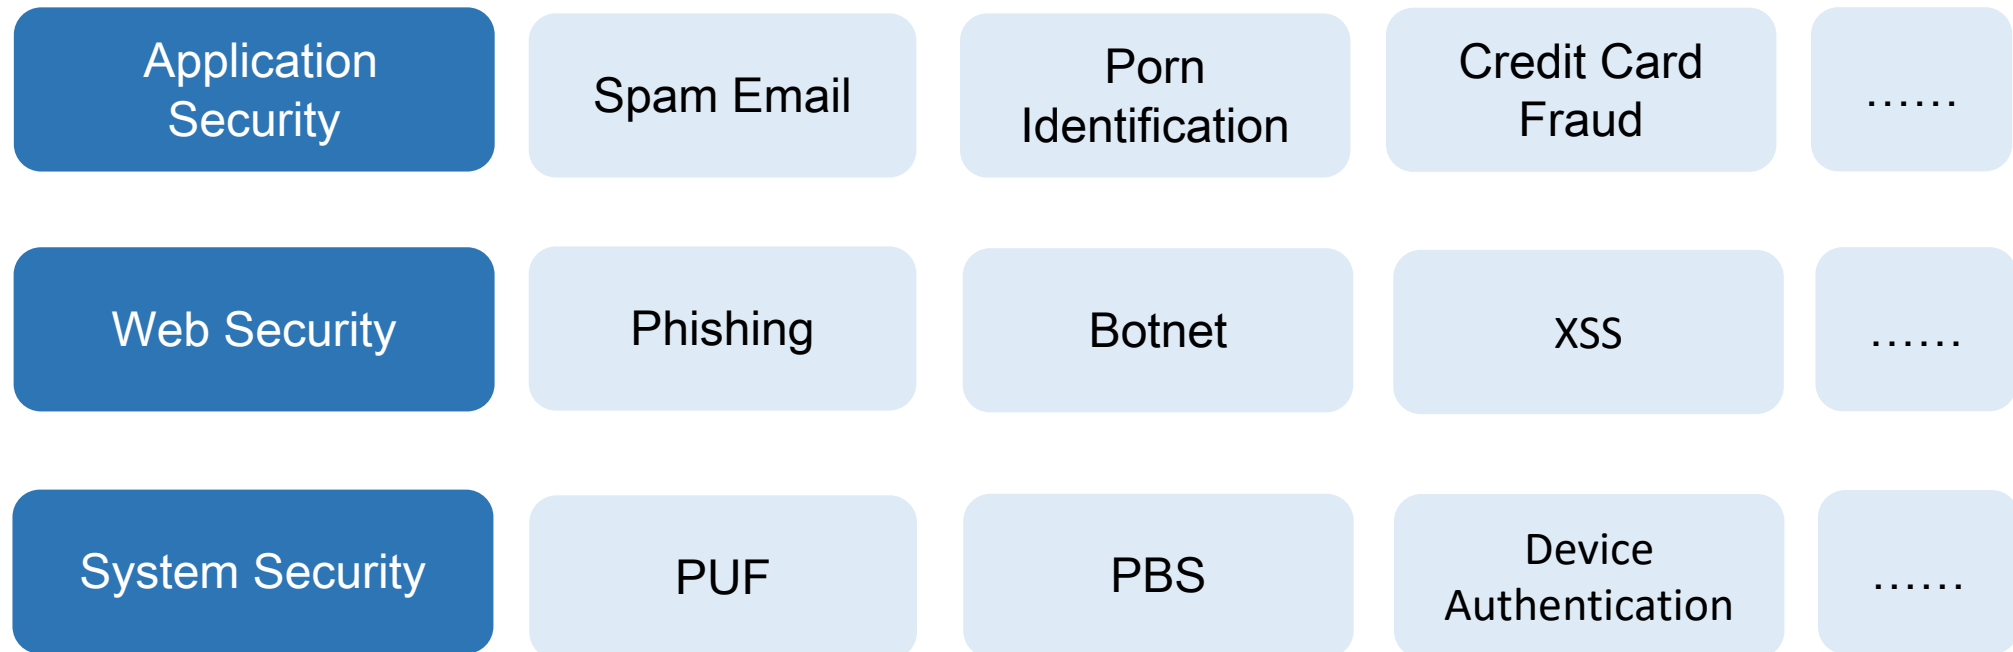 Application
Security
Spam Email
Porn
Identification
Credit Card
Fraud
......
Web Security
Phishing
Botnet
XSS
......
System Security
PUF
PBS
Device
Authentication
......